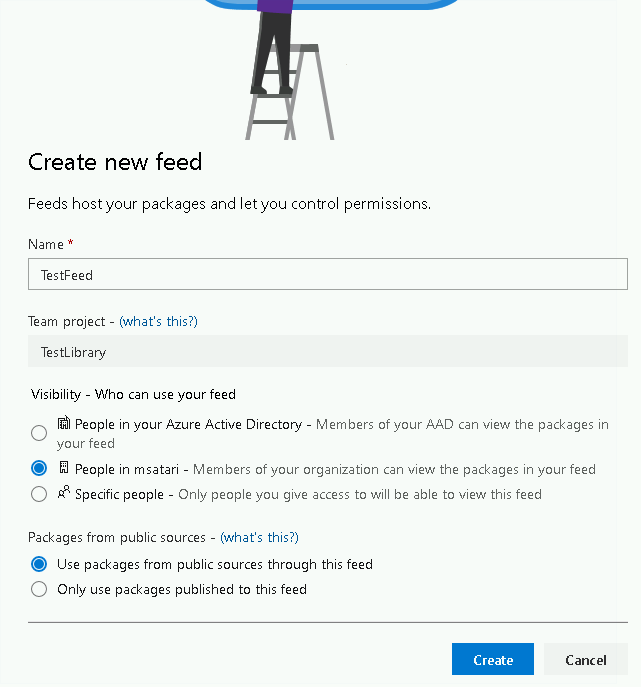 Create new feed
Feeds host your packages and let you control permissions.
Name *
TestFeed
Team project - (what's this?)
TestLibrary
Visibility - Who can use your feed
People in your Azure Active Directory - Members of your AAD can view the packages in
your feed
People in msatari - Members of your organization can view the packages in your feed
Specific people - Only people you give access to will be able to view this feed
Packages from public sources - (what's this?)
Use packages from public sources through this feed
Only use packages published to this feed
Create
Cancel